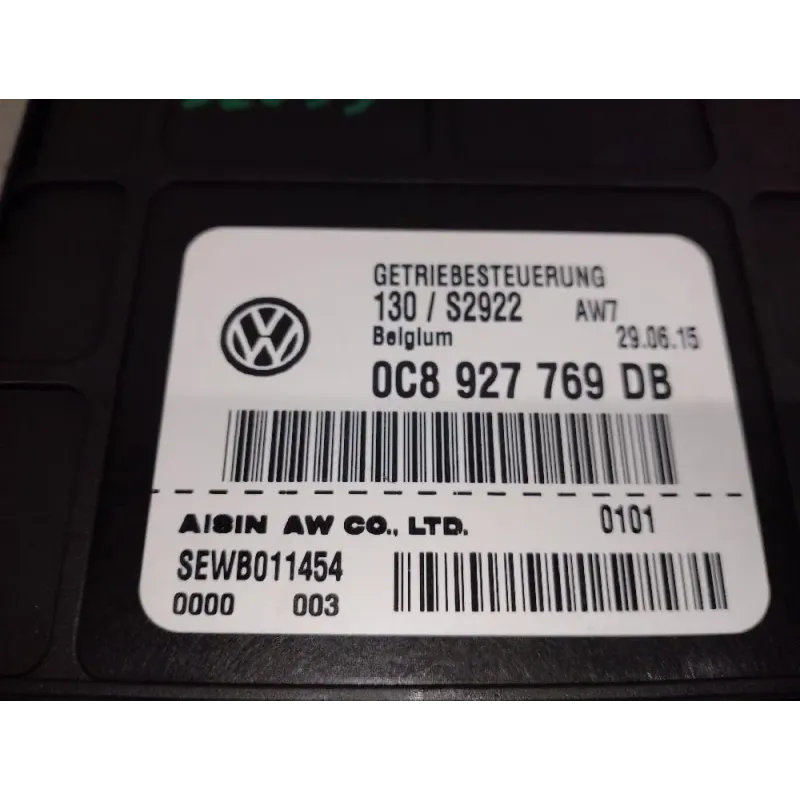 GETRIEBESTEUERUNG
130 / S2922 AW7
Belgium 29.06.15
0C8 927 769 DB
AISIN AW CO., LTD. 0101
SEWB011454
0000 003